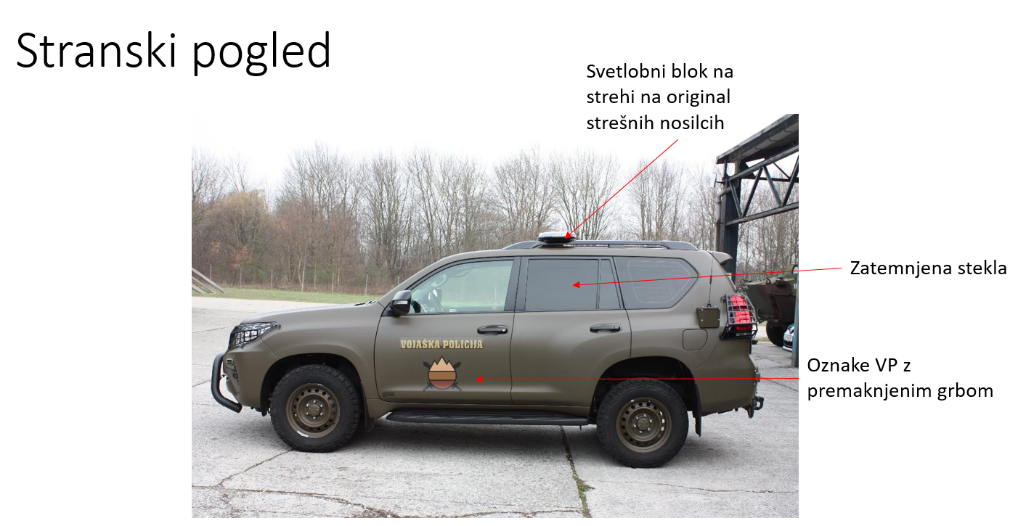 Stranski pogled
Svetlobni blok na
strehi na original
strešnih nosilcih
Zatemnjena stekla
VOJAŠKA POLICIJA
Oznake VP z
premaknjenim grbom